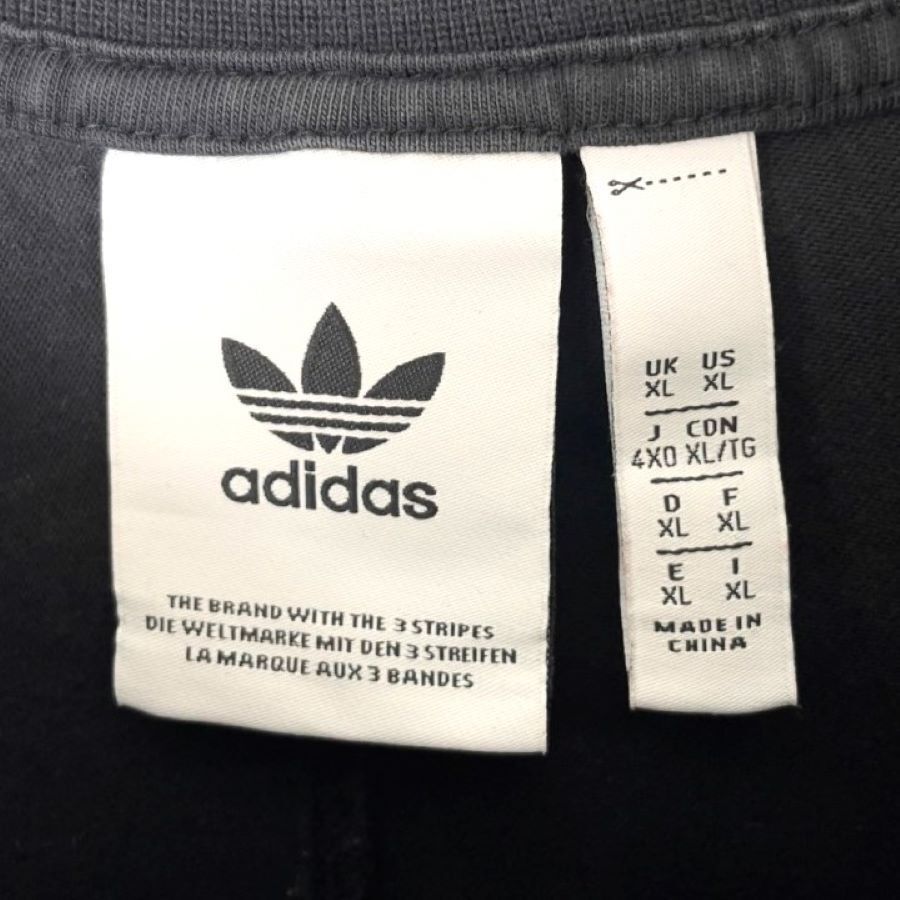 adidas
THE BRAND WITH THE 3 STRIPES
DIE WELTMARKE MIT DEN 3 STREIFEN
LA MARQUE AUX 3 BANDES
UK US
XL XL
J CDN
4XO XL/TG
D F
XL XL
E I
XL XL
MADE IN
CHINA